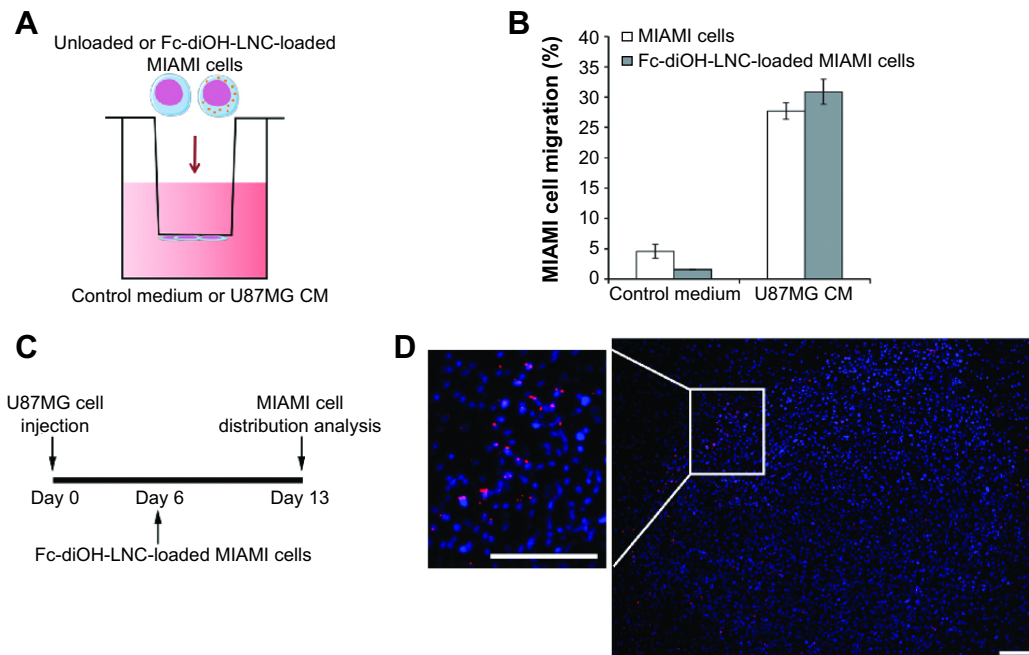 A
Unloaded or Fc-diOH-LNC-loaded
MIAMI cells
Control medium or U87MG CM
B
MIAMI cell migration (%)
40
35
30
25
20
15
10
5
0
MIAMI cells
Fc-diOH-LNC-loaded MIAMI cells
Control medium
U87MG CM
C
U87MG cell
injection
MIAMI cell
distribution analysis
Day 0
Day 6
Day 13
Fc-diOH-LNC-loaded MIAMI cells
D